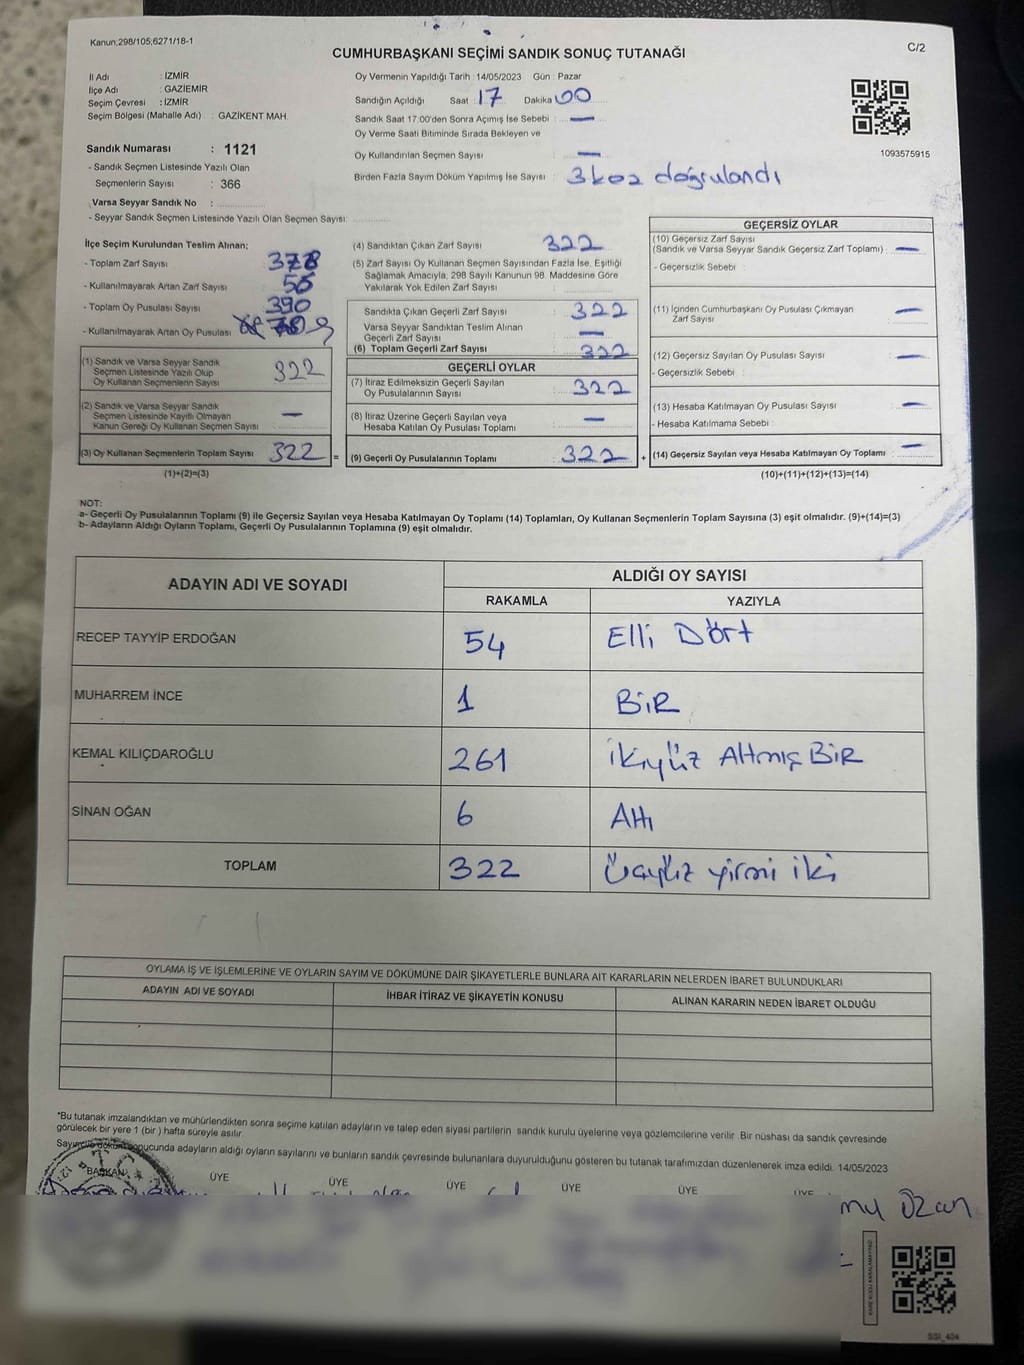 Kanun;298/105;6271/18-1
CUMHURBAŞKANI SEÇİMİ SANDIK SONUÇ TUTANAĞI
C/2
İl Adı : İZMİR
İlçe Adı : GAZİEMİR
Seçim Çevresi : İZMİR
Seçim Bölgesi (Mahalle Adı) : GAZİKENT MAH.
Sandık Numarası : 1121
- Sandık Seçmen Listesinde Yazılı Olan
Seçmenlerin Sayısı : 366
Varsa Seyyar Sandık No :
- Seyyar Sandık Seçmen Listesinde Yazılı Olan Seçmen Sayısı:
Oy Vermenin Yapıldığı Tarih : 14/05/2023 Gün : Pazar
Sandığın Açıldığı Saat 17 Dakika 00
Sandık Saat 17:00'den Sonra Açımış İse Sebebi : —
Oy Verme Saati Bitiminde Sırada Bekleyen ve
Oy Kullandırılan Seçmen Sayısı : —
Birden Fazla Sayım Döküm Yapılmış İse Sayısı : 3 kez doğrulandı
1093575915
İlçe Seçim Kurulundan Teslim Alınan;
- Toplam Zarf Sayısı 378
- Kullanılmayarak Artan Zarf Sayısı
- Toplam Oy Pusulası Sayısı 390
- Kullanılmayarak Artan Oy Pusulası
(1) Sandık ve Varsa Seyyar Sandık
Seçmen Listesinde Yazılı Olup
Oy Kullanan Seçmenlerin Sayısı 322
(2) Sandık ve Varsa Seyyar Sandık
Seçmen Listesinde Kayıtlı Olmayan
Kanun Gereği Oy Kullanan Seçmen Sayısı —
(3) Oy Kullanan Seçmenlerin Toplam Sayısı 322 =
(1)+(2)=(3)
(4) Sandıktan Çıkan Zarf Sayısı 322
(5) Zarf Sayısı Oy Kullanan Seçmen Sayısından Fazla İse, Eşitliği
Sağlamak Amacıyla, 298 Sayılı Kanunun 98. Maddesine Göre
Yakılarak Yok Edilen Zarf Sayısı :
Sandıkta Çıkan Geçerli Zarf Sayısı 322
Varsa Seyyar Sandıktan Teslim Alınan
Geçerli Zarf Sayısı —
(6) Toplam Geçerli Zarf Sayısı 322
GEÇERLİ OYLAR
(7) İtiraz Edilmeksizin Geçerli Sayılan
Oy Pusulalarının Sayısı 322
(8) İtiraz Üzerine Geçerli Sayılan veya
Hesaba Katılan Oy Pusulası Toplamı —
(9) Geçerli Oy Pusulalarının Toplamı 322 +
GEÇERSİZ OYLAR
(10) Geçersiz Zarf Sayısı
(Sandık ve Varsa Seyyar Sandık Geçersiz Zarf Toplamı) —
- Geçersizlik Sebebi :
(11) İçinden Cumhurbaşkanı Oy Pusulası Çıkmayan
Zarf Sayısı —
(12) Geçersiz Sayılan Oy Pusulası Sayısı —
- Geçersizlik Sebebi :
(13) Hesaba Katılmayan Oy Pusulası Sayısı —
- Hesaba Katılmama Sebebi :
(14) Geçersiz Sayılan veya Hesaba Katılmayan Oy Toplamı —
(10)+(11)+(12)+(13)=(14)
NOT:
a- Geçerli Oy Pusulalarının Toplamı (9) ile Geçersiz Sayılan veya Hesaba Katılmayan Oy Toplamı (14) Toplamları, Oy Kullanan Seçmenlerin Toplam Sayısına (3) eşit olmalıdır. (9)+(14)=(3)
b- Adayların Aldığı Oyların Toplamı, Geçerli Oy Pusulalarının Toplamına (9) eşit olmalıdır.
ADAYIN ADI VE SOYADI
ALDIĞI OY SAYISI
RAKAMLA YAZIYLA
RECEP TAYYİP ERDOĞAN 54 Elli Dört
MUHARREM İNCE 1 BİR
KEMAL KILIÇDAROĞLU 261 İkiyüz Altmış BİR
SİNAN OĞAN 6 Altı
TOPLAM 322 Üçyüz yirmi iki
OYLAMA İŞ VE İŞLEMLERİNE VE OYLARIN SAYIM VE DÖKÜMÜNE DAİR ŞİKAYETLERLE BUNLARA AİT KARARLARIN NELERDEN İBARET BULUNDUKLARI
ADAYIN ADI VE SOYADI İHBAR İTİRAZ VE ŞİKAYETİN KONUSU ALINAN KARARIN NEDEN İBARET OLDUĞU
*Bu tutanak imzalandıktan ve mühürlendikten sonra seçime katılan adayların ve talep eden siyasi partilerin sandık kurulu üyelerine veya gözlemcilerine verilir. Bir nüshası da sandık çevresinde
görülecek bir yere 1 (bir ) hafta süreyle asılır.
Sayım ve döküm sonucunda adayların aldığı oyların sayılarını ve bunların sandık çevresinde bulunanlara duyurulduğunu gösteren bu tutanak tarafımızdan düzenlenerek imza edildi. 14/05/2023
BAŞKAN ÜYE ÜYE ÜYE ÜYE ÜYE ÜYE
Ozan
SSI_404